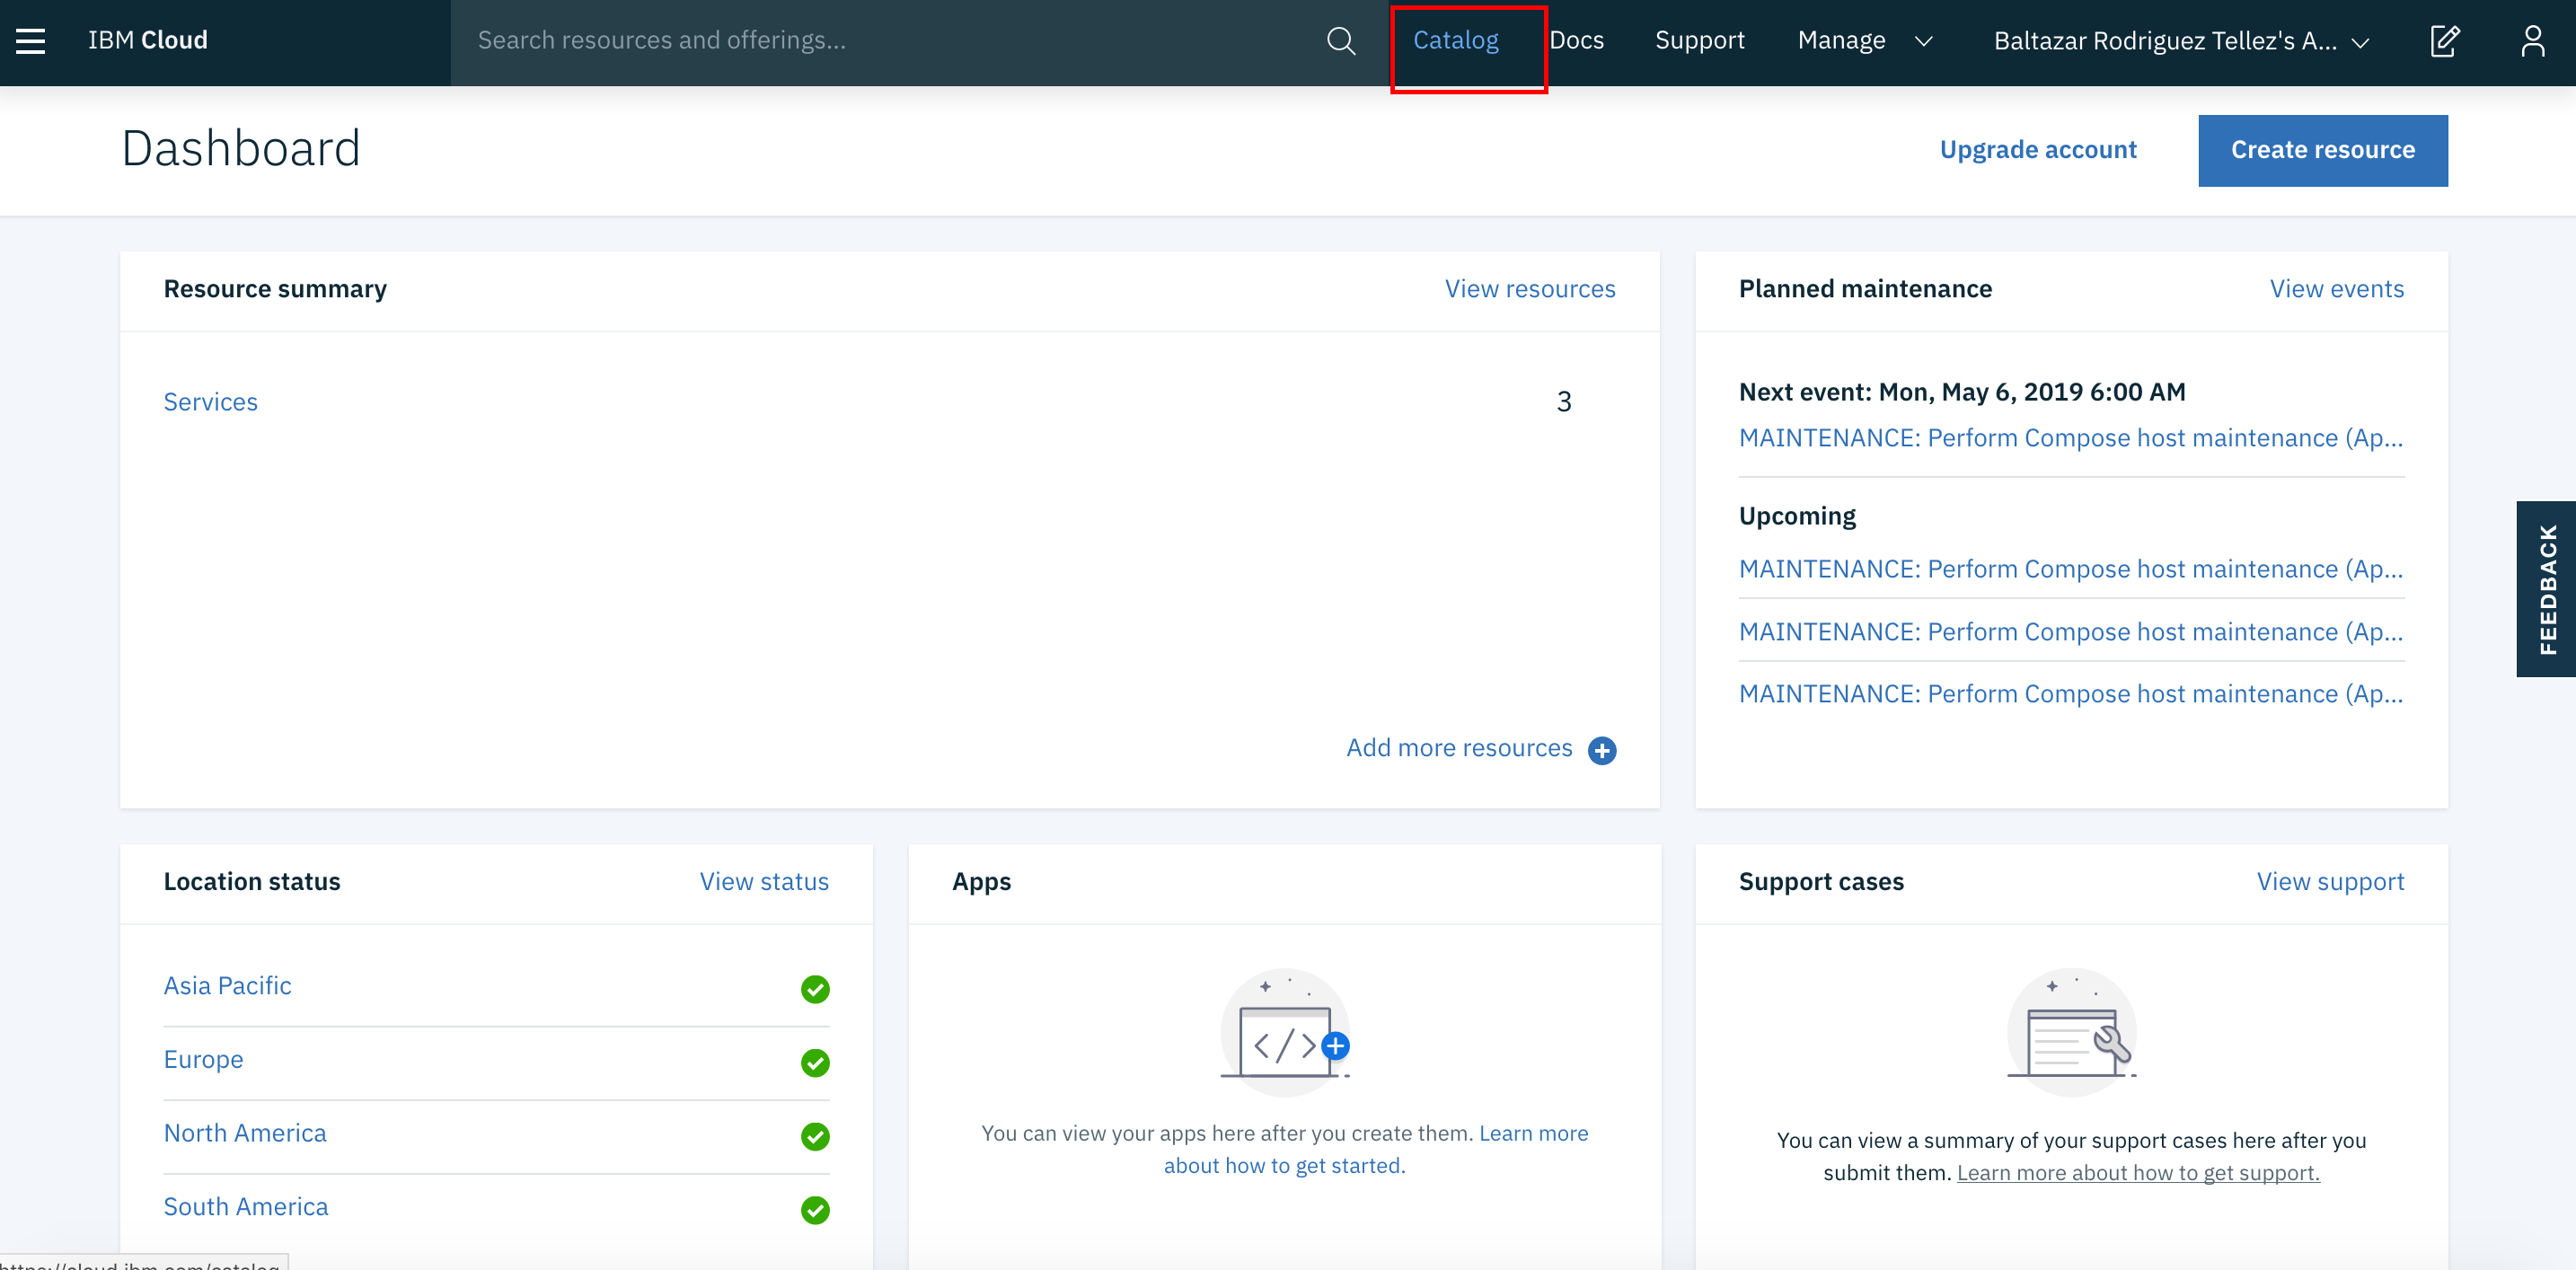 IBM Cloud
Search resources and offerings...
Catalog
Docs
Support
Manage
Baltazar Rodriguez Tellez's A...
Dashboard
Upgrade account
Create resource
Resource summary
View resources
Services
3
Add more resources
Planned maintenance
View events
Next event: Mon, May 6, 2019 6:00 AM
MAINTENANCE: Perform Compose host maintenance (Ap...
Upcoming
MAINTENANCE: Perform Compose host maintenance (Ap...
MAINTENANCE: Perform Compose host maintenance (Ap...
MAINTENANCE: Perform Compose host maintenance (Ap...
FEEDBACK
Location status
View status
Asia Pacific
Europe
North America
South America
Apps
</>
You can view your apps here after you create them. Learn more
about how to get started.
Support cases
View support
You can view a summary of your support cases here after you
submit them. Learn more about how to get support.
https://cloud.ibm.com/catalog